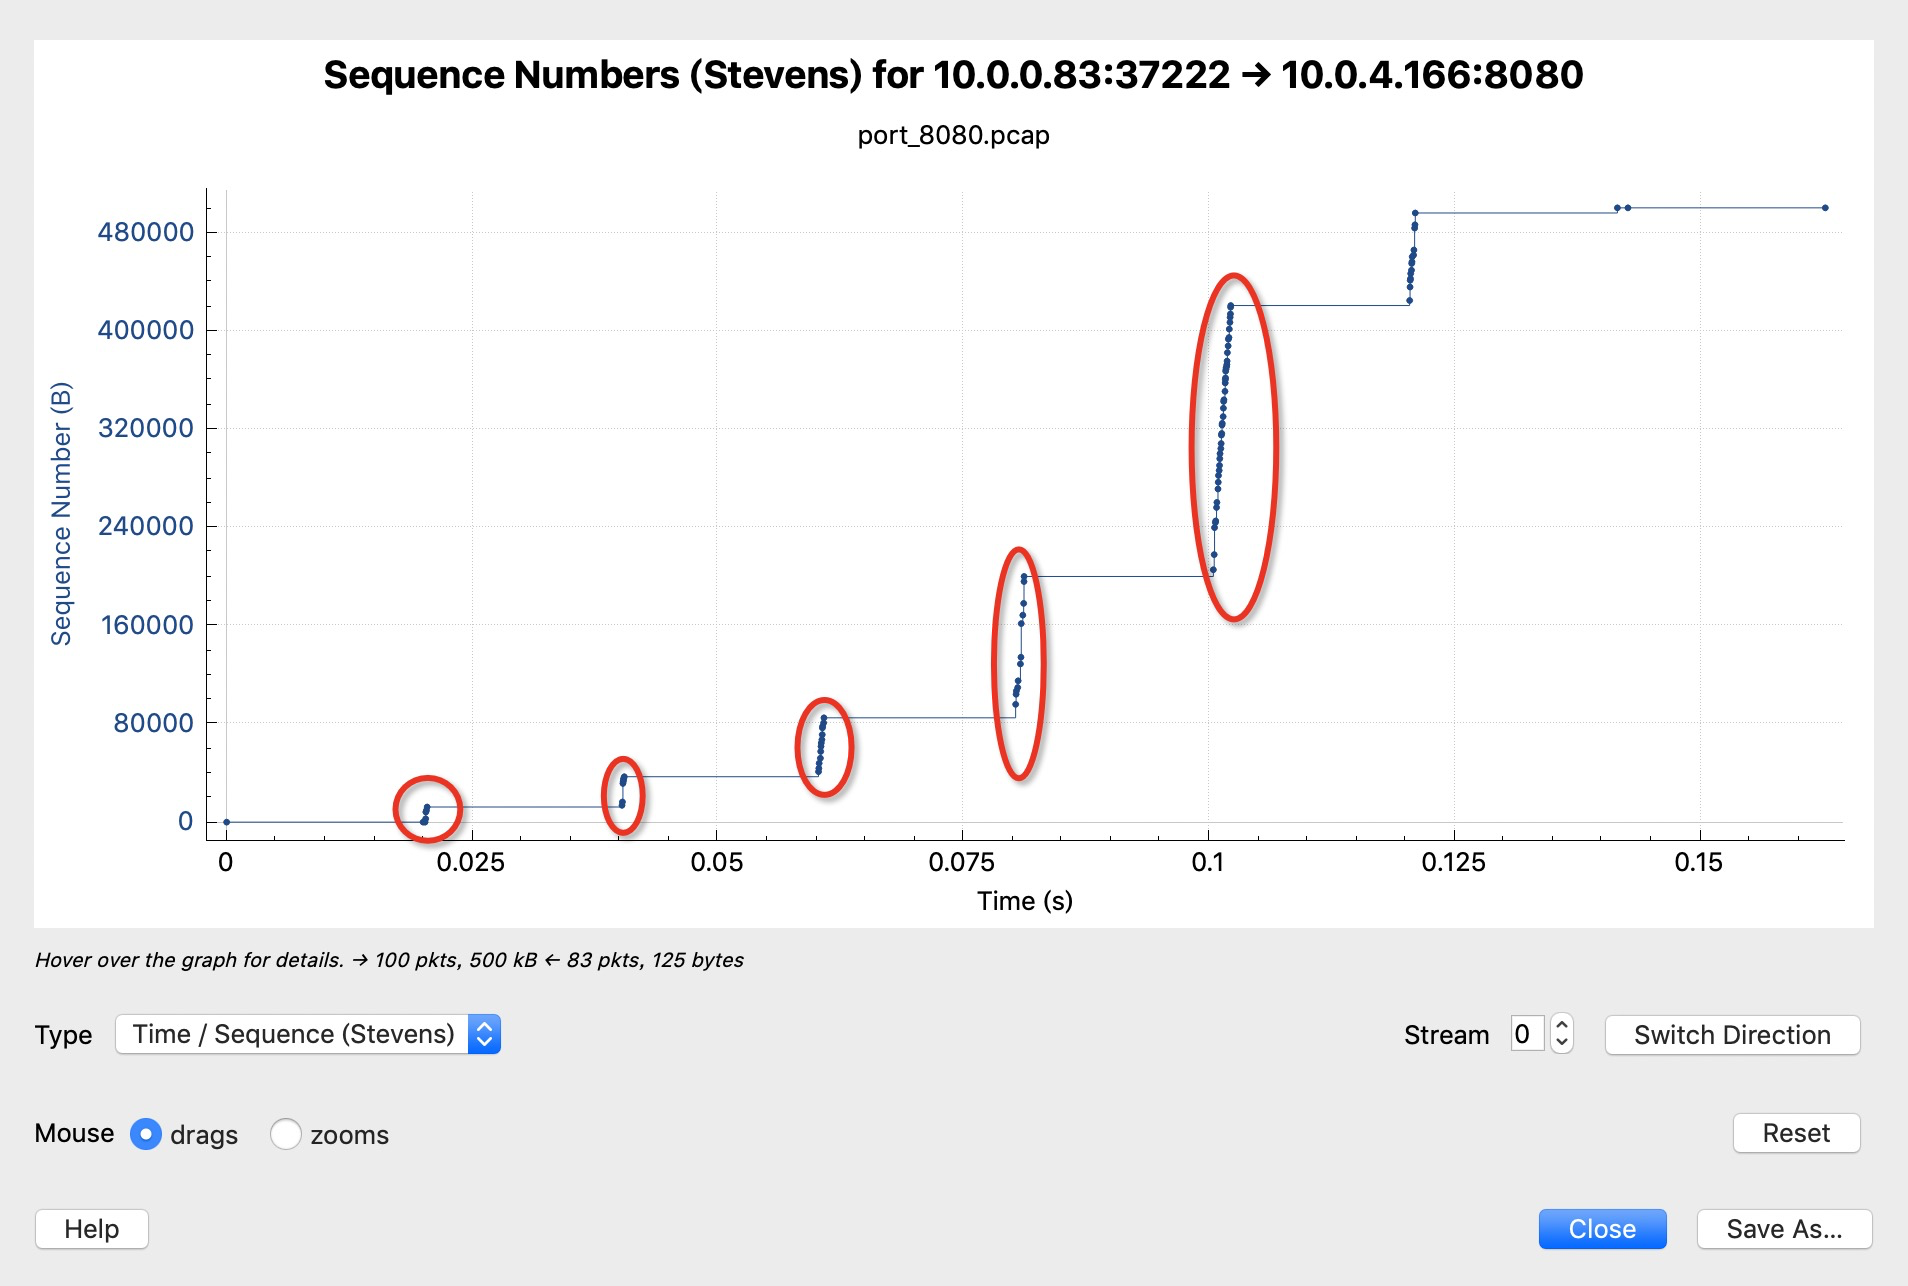 Sequence Numbers (Stevens) for 10.0.0.83:37222 → 10.0.4.166:8080
port_8080.pcap
Sequence Number (B)
480000
400000
320000
240000
160000
80000
0
0 0.025 0.05 0.075 0.1 0.125 0.15
Time (s)
Hover over the graph for details. → 100 pkts, 500 kB ← 83 pkts, 125 bytes
Type Time / Sequence (Stevens) Stream 0 Switch Direction
Mouse drags zooms Reset
Help Close Save As...